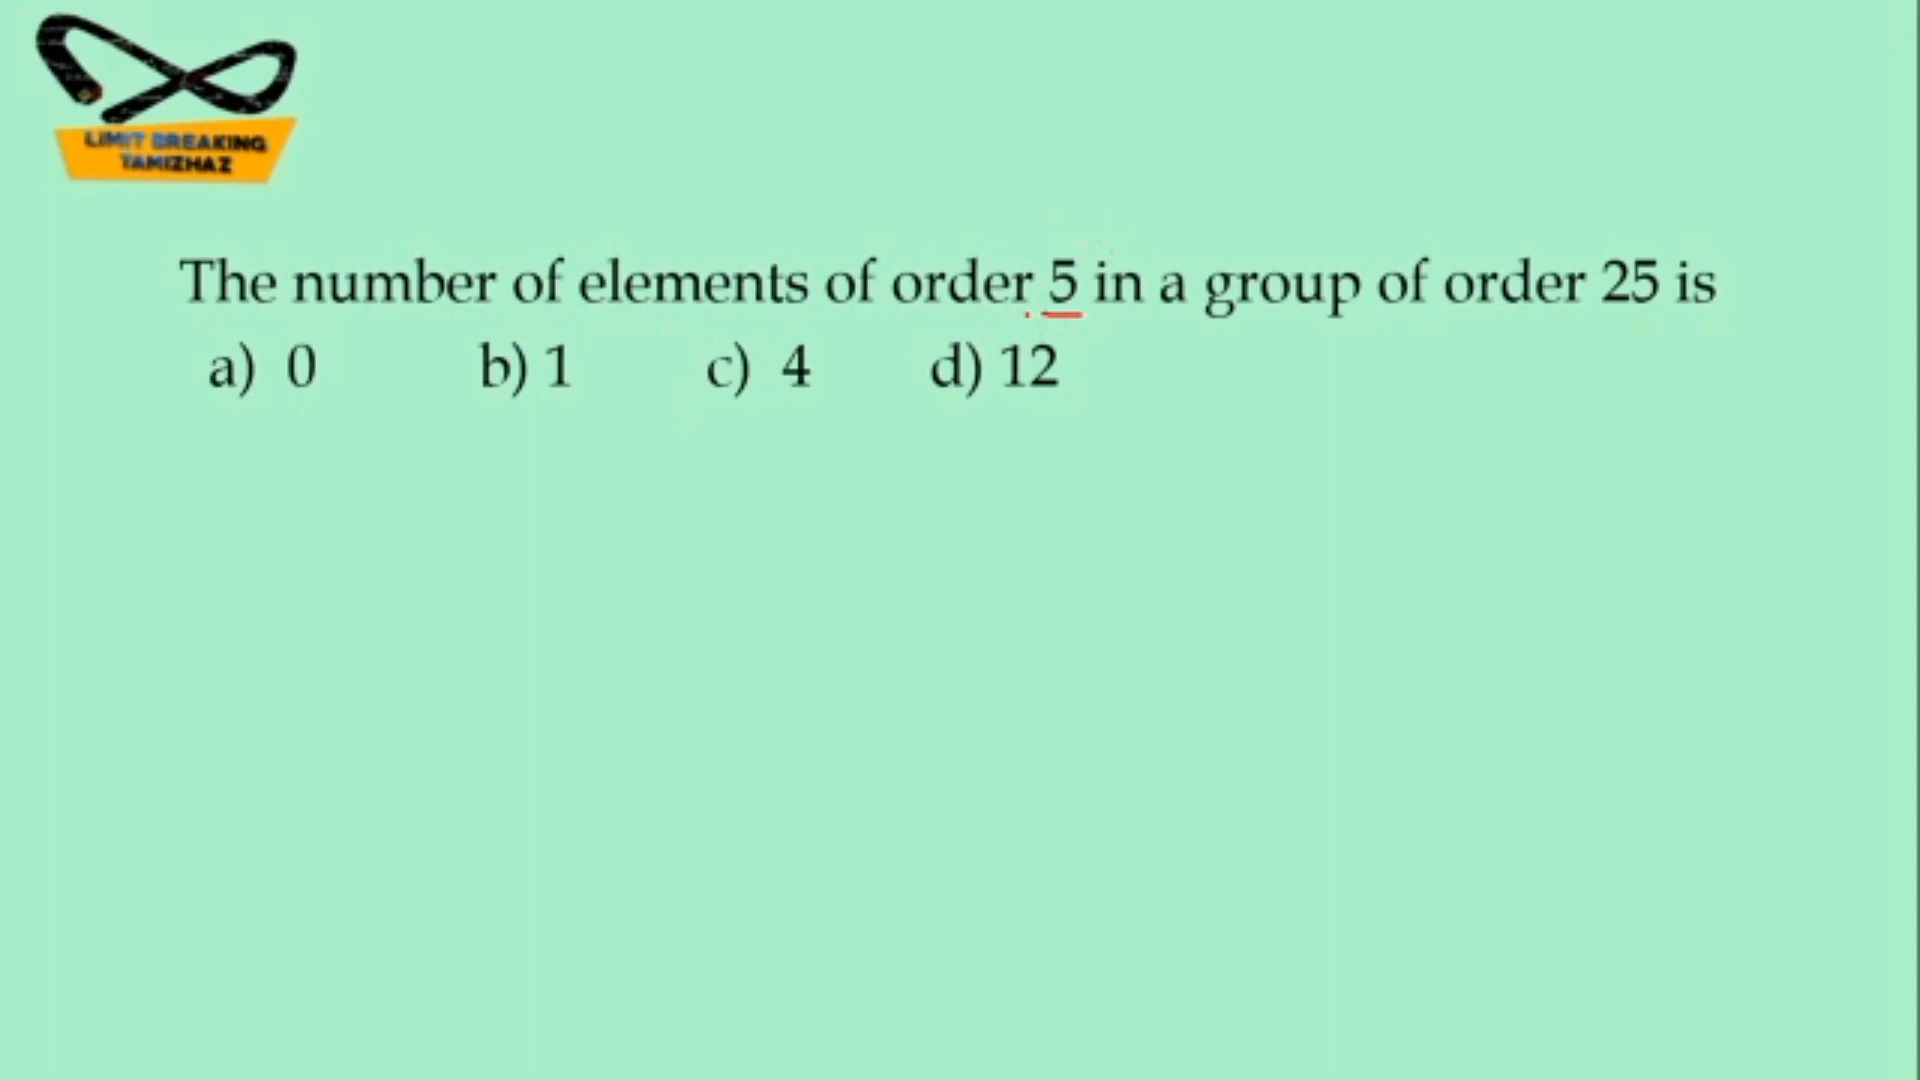 LIMIT BREAKING
TAMIZHAZ
The number of elements of order 5 in a group of order 25 is
a) 0 b) 1 c) 4 d) 12